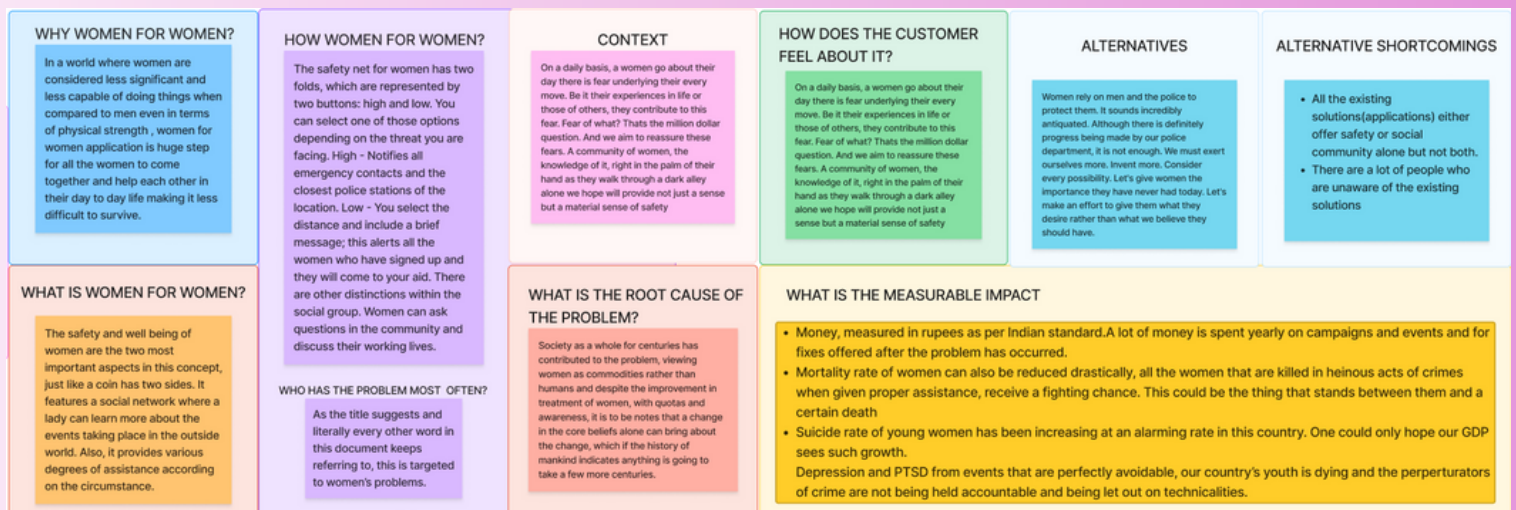 WHY WOMEN FOR WOMEN?
In a world where women are
considered less significant and
less capable of doing things when
compared to men even in terms
of physical strength , women for
women application is huge step
for all the women to come
together and help each other in
their day to day life making it less
difficult to survive.
WHAT IS WOMEN FOR WOMEN?
The safety and well being of
women are the two most
important aspects in this concept,
just like a coin has two sides. It
features a social network where a
lady can learn more about the
events taking place in the outside
world. Also, it provides various
degrees of assistance according
on the circumstance.
HOW WOMEN FOR WOMEN?
The safety net for women has two
folds, which are represented by
two buttons: high and low. You
can select one of those options
depending on the threat you are
facing. High - Notifies all
emergency contacts and the
closest police stations of the
location. Low - You select the
distance and include a brief
message; this alerts all the
women who have signed up and
they will come to your aid. There
are other distinctions within the
social group. Women can ask
questions in the community and
discuss their working lives.
WHO HAS THE PROBLEM MOST OFTEN?
As the title suggests and
literally every other word in
this document keeps
referring to, this is targeted
to women's problems.
CONTEXT
On a daily basis, a women go about their
day there is fear underlying their every
move. Be it their experiences in life or
those of others, they contribute to this
fear. Fear of what? Thats the million dollar
question. And we aim to reassure these
fears. A community of women, the
knowledge of it, right in the palm of their
hand as they walk through a dark alley
alone we hope will provide not just a sense
but a material sense of safety
WHAT IS THE ROOT CAUSE OF
THE PROBLEM?
Society as a whole for centuries has
contributed to the problem, viewing
women as commodities rather than
humans and despite the improvement in
treatment of women, with quotas and
awareness, it is to be notes that a change
in the core beliefs alone can bring about
the change, which if the history of
mankind indicates anything is going to
take a few more centuries.
HOW DOES THE CUSTOMER
FEEL ABOUT IT?
On a daily basis, a women go about their
day there is fear underlying their every
move. Be it their experiences in life or
those of others, they contribute to this
fear. Fear of what? Thats the million dollar
question. And we aim to reassure these
fears. A community of women, the
knowledge of it, right in the palm of their
hand as they walk through a dark alley
alone we hope will provide not just a
sense but a material sense of safety
ALTERNATIVES
Women rely on men and the police to
protect them. It sounds incredibly
antiquated. Although there is definitely
progress being made by our police
department, it is not enough. We must exert
ourselves more. Invent more. Consider
every possibility. Let's give women the
importance they have never had today. Let's
make an effort to give them what they
desire rather than what we believe they
should have.
ALTERNATIVE SHORTCOMINGS
• All the existing
solutions(applications) either
offer safety or social
community alone but not both.
• There are a lot of people who
are unaware of the existing
solutions
WHAT IS THE MEASURABLE IMPACT
• Money, measured in rupees as per Indian standard.A lot of money is spent yearly on campaigns and events and for
fixes offered after the problem has occurred.
• Mortality rate of women can also be reduced drastically, all the women that are killed in heinous acts of crimes
when given proper assistance, receive a fighting chance. This could be the thing that stands between them and a
certain death
• Suicide rate of young women has been increasing at an alarming rate in this country. One could only hope our GDP
sees such growth.
Depression and PTSD from events that are perfectly avoidable, our country's youth is dying and the perperturators
of crime are not being held accountable and being let out on technicalities.